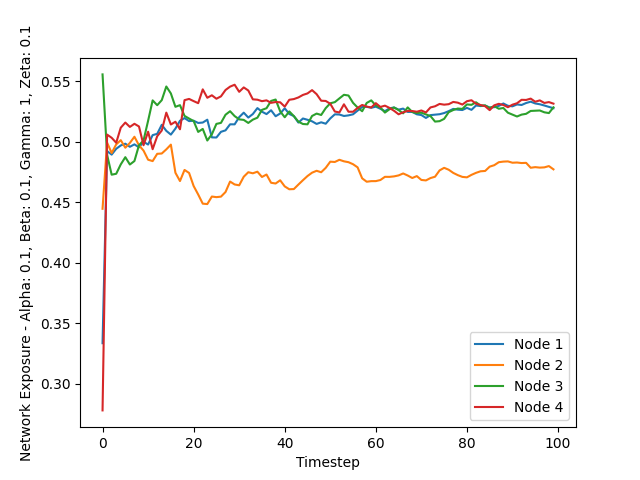 Network Exposure - Alpha: 0.1, Beta: 0.1, Gamma: 1, Zeta: 0.1
0.55
0.50
0.45
0.40
0.35
0.30
0
20
40
60
80
100
Timestep
Node 1
Node 2
Node 3
Node 4